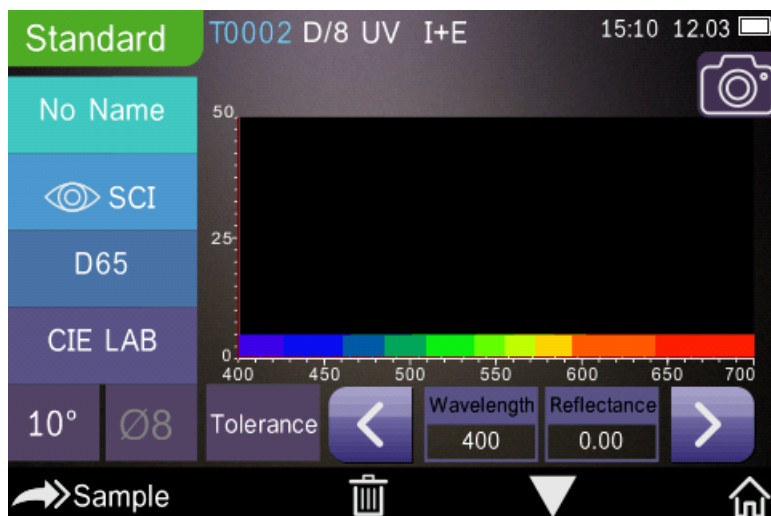 Standard
T0002 D/8 UV I+E
15:10 12.03
No Name
SCI
D65
CIE LAB
10°
Ø8
50
25
0
400 450 500 550 600 650 700
Tolerance
Wavelength
400
Reflectance
0.00
Sample